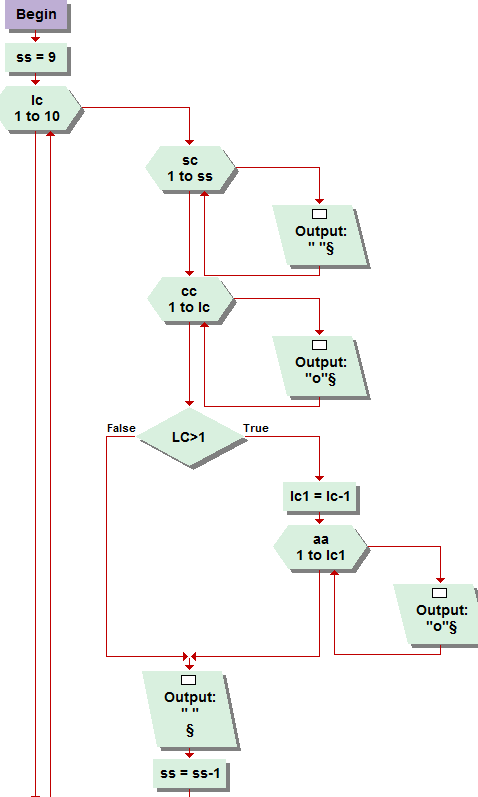 Begin
ss = 9
lc
1 to 10
sc
1 to ss
Output:
" "§
cc
1 to lc
Output:
"o"§
False
LC>1
True
lc1 = lc-1
aa
1 to lc1
Output:
"o"§
Output:
" "
§
ss = ss-1